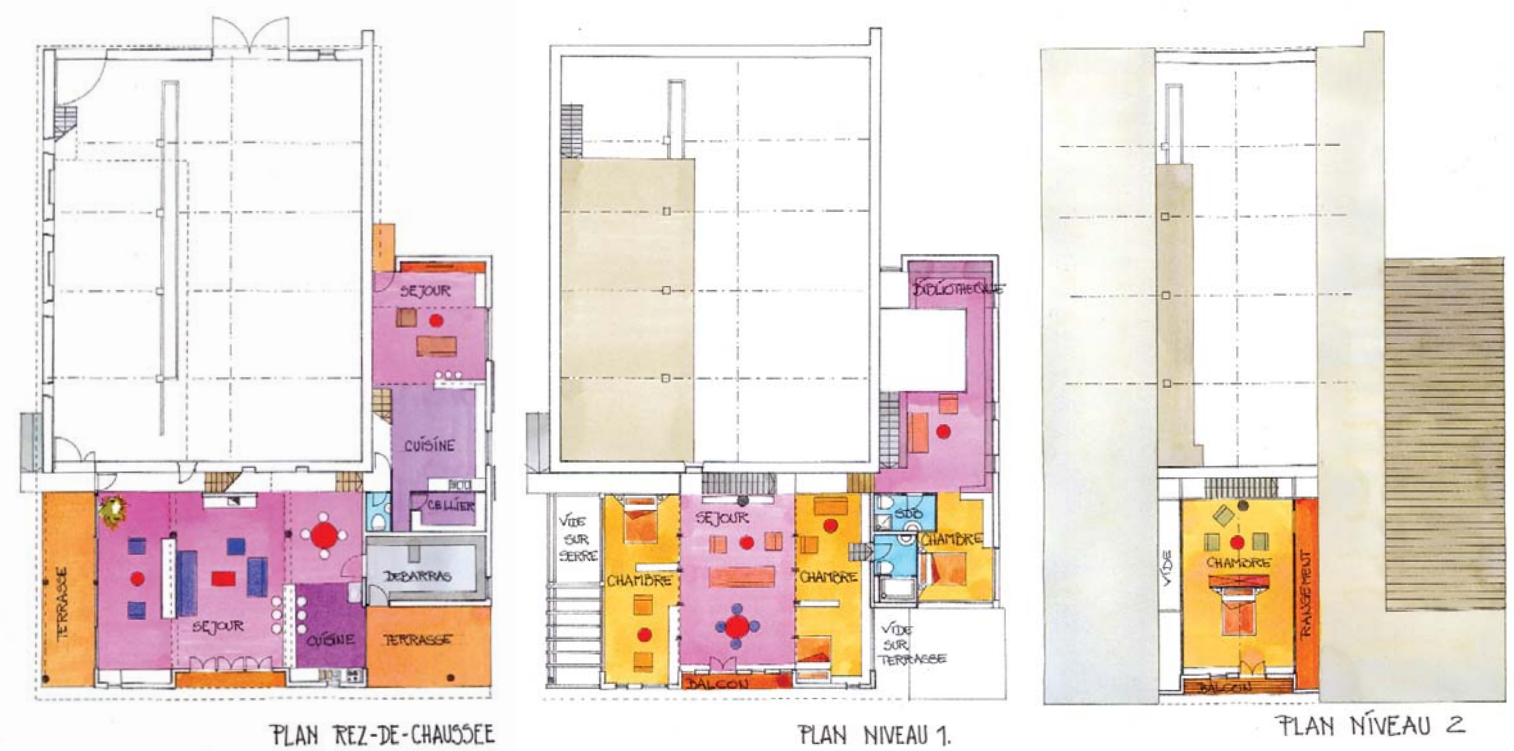 SEJOUR
CUISINE
CELLIER
DEBARRAS
TERRASSE
SEJOUR
CUISINE
TERRASSE
PLAN REZ-DE-CHAUSSEE
BIBLIOTHEQUE
VIDE
SUR
SERRE
SEJOUR
SDB
CHAMBRE
CHAMBRE
CHAMBRE
VIDE
SUR
TERRASSE
BALCON
PLAN NIVEAU 1.
VIDE
CHAMBRE
RANGEMENT
BALCON
PLAN NIVEAU 2